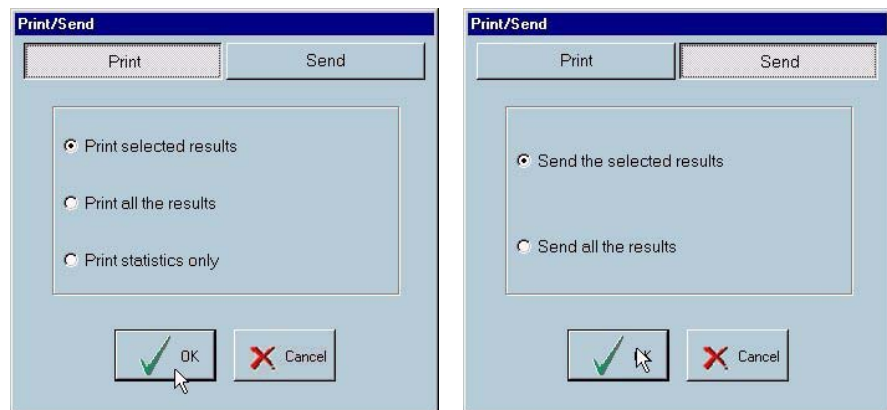 Print/Send
Print Send
Print selected results
Print all the results
Print statistics only
OK Cancel
Print/Send
Print Send
Send the selected results
Send all the results
Cancel